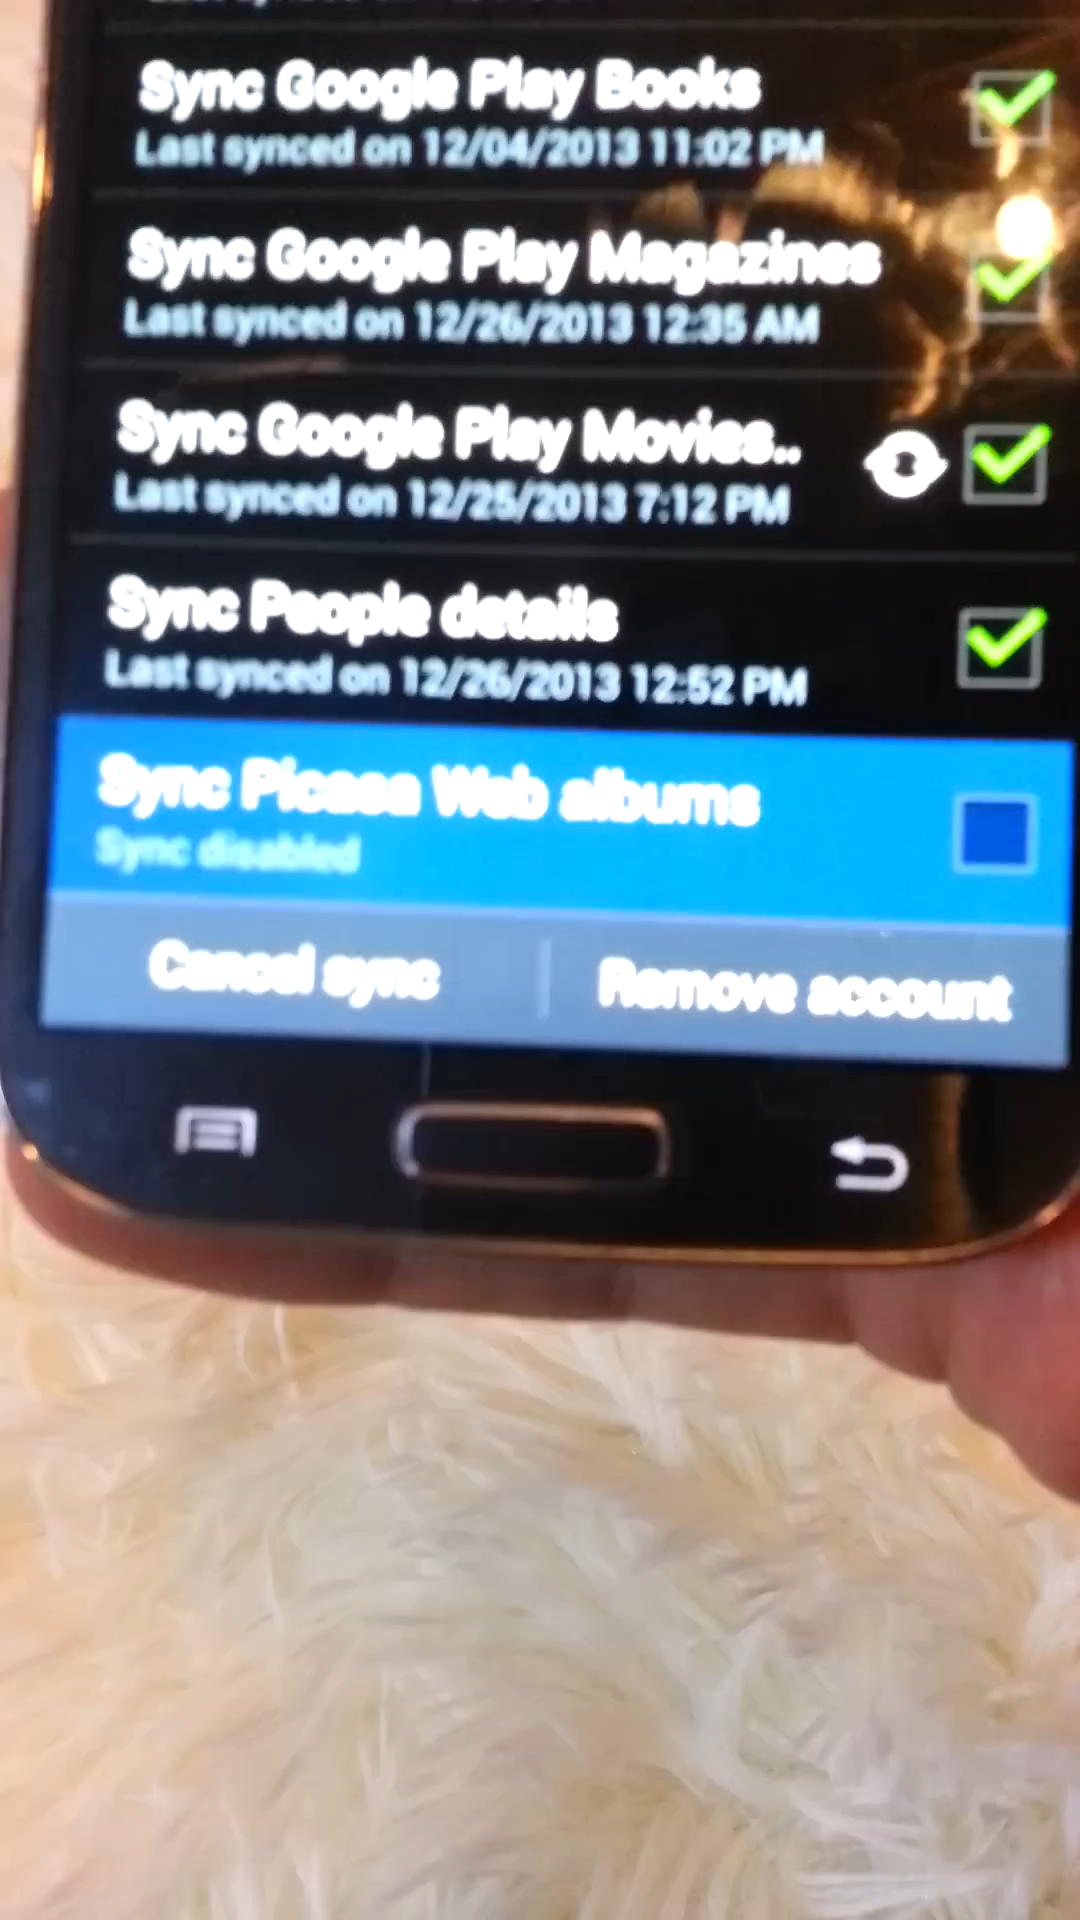 Sync Google Play Books
Last synced on 12/04/2013 11:02 PM
Sync Google Play Magazines
Last synced on 12/26/2013 12:35 AM
Sync Google Play Movies..
Last synced on 12/25/2013 7:12 PM
Sync People details
Last synced on 12/26/2013 12:52 PM
Sync Picasa Web albums
Sync disabled
Cancel sync
Remove account